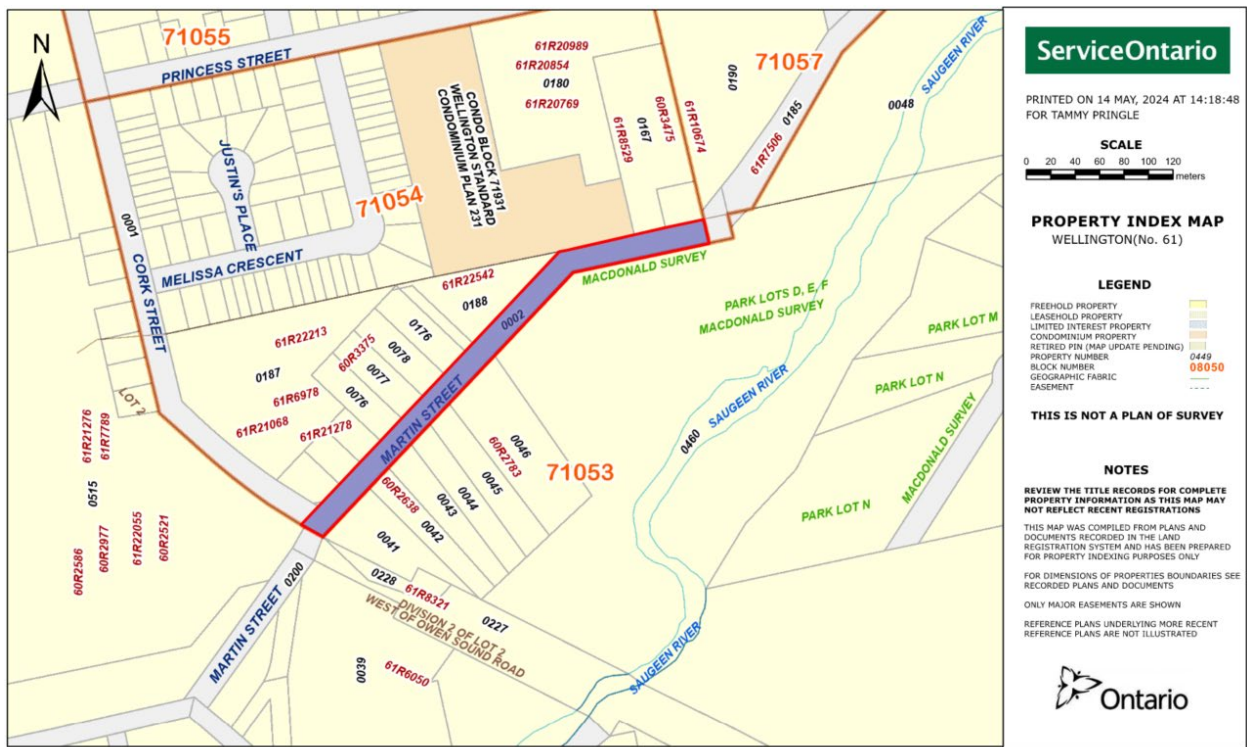 N
71055
PRINCESS STREET
61R20989
61R20854
0180
61R20769
71057
0190
SAUGEEN RIVER
0048
0185
61R7506
61R10674
60R3475
0167
61R8529
CONDO BLOCK 71931
WELLINGTON STANDARD
CONDOMINIUM PLAN 231
JUSTIN'S PLACE
71054
0001
CORK STREET
MELISSA CRESCENT
61R22542
0188
MACDONALD SURVEY
0002
PARK LOTS D, E, F
MACDONALD SURVEY
PARK LOT M
61R22213
0176
60R3375
0078
0187
0077
0076
61R6978
PARK LOT N
SAUGEEN RIVER
LOT 2
61R21276
61R7789
61R21068
61R21278
MARTIN STREET
0046
60R2783
0460
MACDONALD SURVEY
71053
0045
0044
0043
60R2638
0042
0041
0515
PARK LOT N
60R2586
60R2977
61R22055
60R2521
0200
MARTIN STREET
0228
61R8321
0227
DIVISION 2 OF LOT 2
WEST OF OWEN SOUND ROAD
0039
61R6050
SAUGEEN RIVER
ServiceOntario
PRINTED ON 14 MAY, 2024 AT 14:18:48
FOR TAMMY PRINGLE
SCALE
0 20 40 60 80 100 120
meters
PROPERTY INDEX MAP
WELLINGTON(No. 61)
LEGEND
FREEHOLD PROPERTY
LEASEHOLD PROPERTY
LIMITED INTEREST PROPERTY
CONDOMINIUM PROPERTY
RETIRED PIN (MAP UPDATE PENDING)
PROPERTY NUMBER 0449
BLOCK NUMBER 08050
GEOGRAPHIC FABRIC
EASEMENT
THIS IS NOT A PLAN OF SURVEY
NOTES
REVIEW THE TITLE RECORDS FOR COMPLETE
PROPERTY INFORMATION AS THIS MAP MAY
NOT REFLECT RECENT REGISTRATIONS
THIS MAP WAS COMPILED FROM PLANS AND
DOCUMENTS RECORDED IN THE LAND
REGISTRATION SYSTEM AND HAS BEEN PREPARED
FOR PROPERTY INDEXING PURPOSES ONLY
FOR DIMENSIONS OF PROPERTIES BOUNDARIES SEE
RECORDED PLANS AND DOCUMENTS
ONLY MAJOR EASEMENTS ARE SHOWN
REFERENCE PLANS UNDERLYING MORE RECENT
REFERENCE PLANS ARE NOT ILLUSTRATED
Ontario